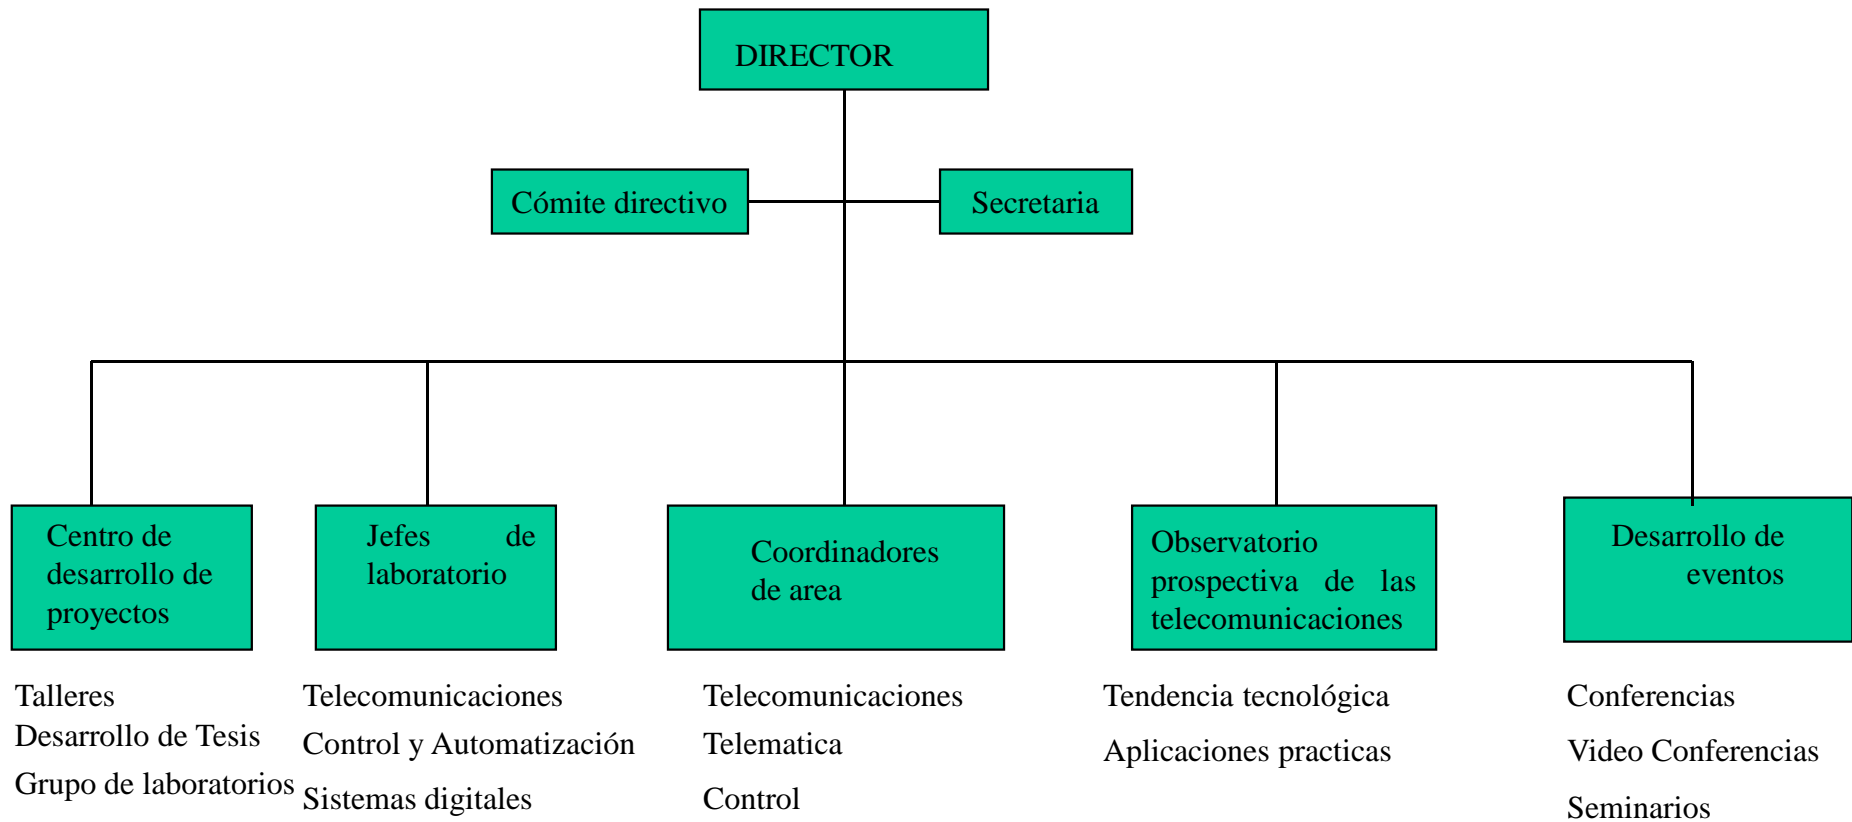 DIRECTOR
Cómite directivo
Secretaria
Centro de
desarrollo de
proyectos
Jefes de
laboratorio
Coordinadores
de area
Observatorio
prospectiva de las
telecomunicaciones
Desarrollo de
eventos
Talleres
Desarrollo de Tesis
Grupo de laboratorios
Telecomunicaciones
Control y Automatización
Sistemas digitales
Telecomunicaciones
Telematica
Control
Tendencia tecnológica
Aplicaciones practicas
Conferencias
Video Conferencias
Seminarios